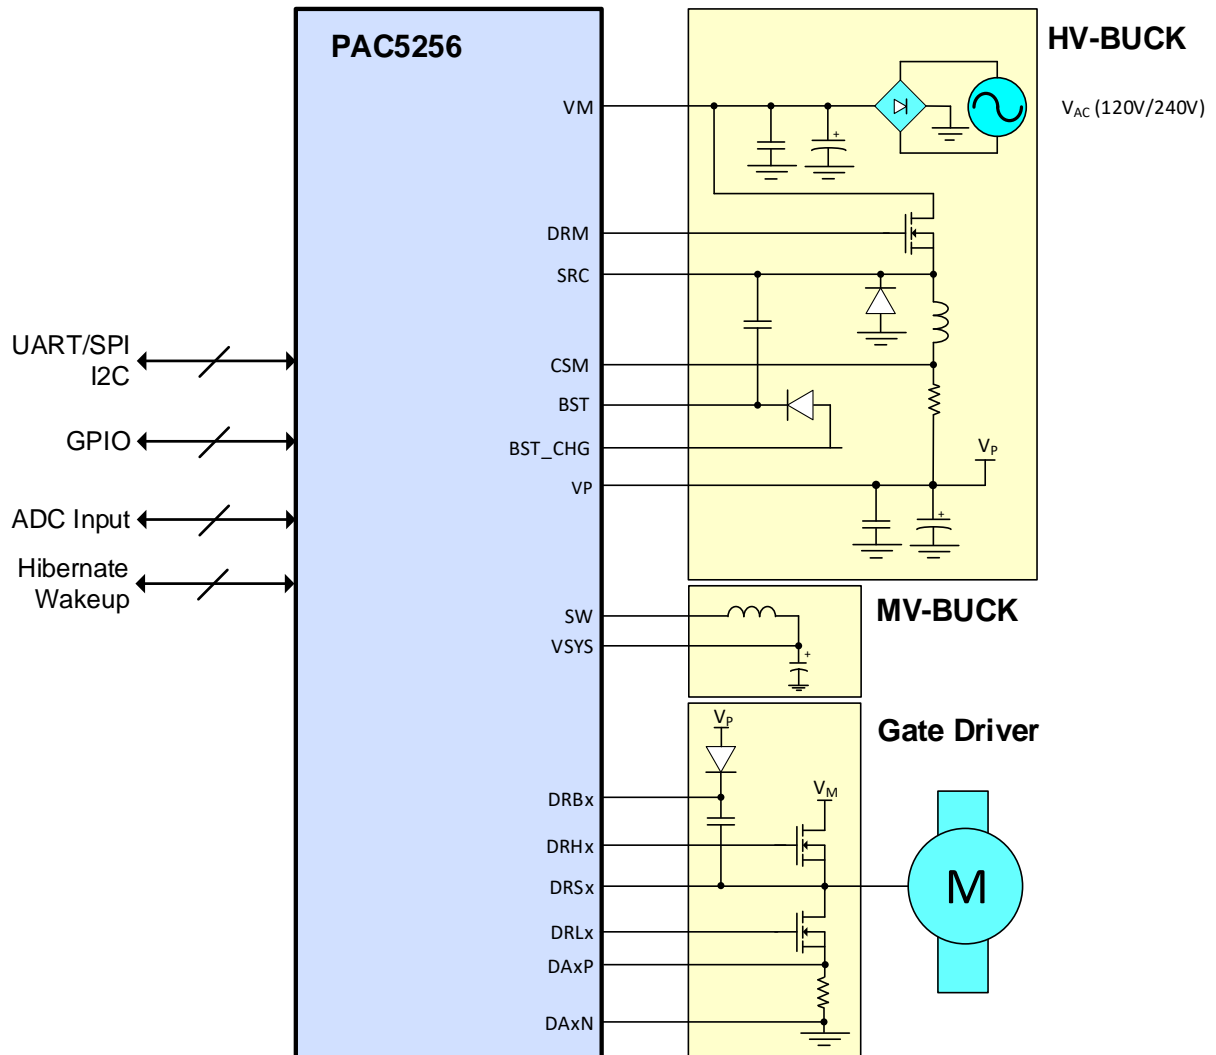 PAC5256
HV-BUCK
VM
VAC (120V/240V)
+
DRM
SRC
UART/SPI
I2C
CSM
BST
GPIO
BST_CHG
VP
VP
+
ADC Input
Hibernate
Wakeup
SW
MV-BUCK
VSYS
+
VP
Gate Driver
DRBx
VM
DRHx
DRSx
M
DRLx
DAxP
DAxN